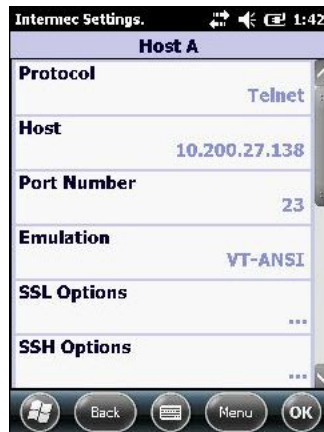 Intermec Settings. 1:42
Host A
Protocol
Telnet
Host
10.200.27.138
Port Number
23
Emulation
VT-ANSI
SSL Options
...
SSH Options
...
Back Menu OK